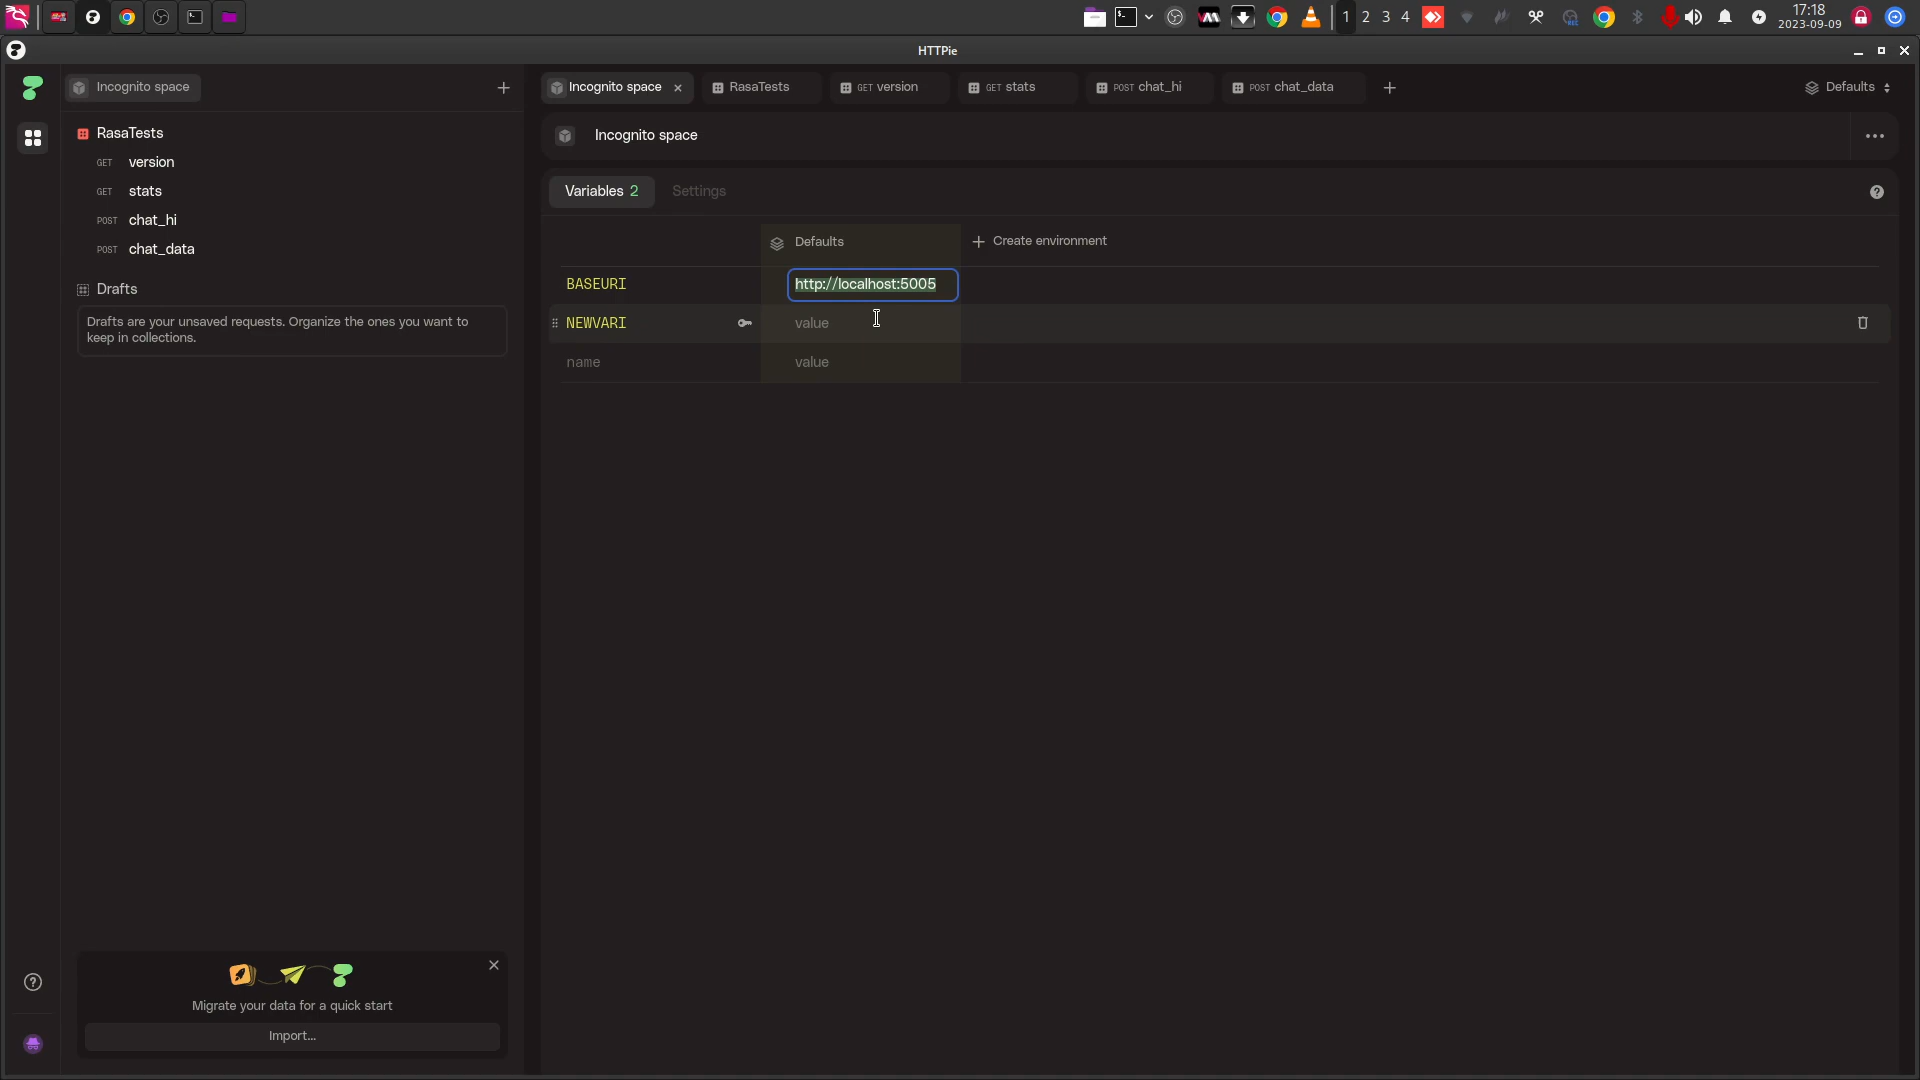 1 2 3 4
17:18
2023-09-09
HTTPie
Incognito space
RasaTests
GET version
GET stats
POST chat_hi
POST chat_data
Drafts
Drafts are your unsaved requests. Organize the ones you want to
keep in collections.
Migrate your data for a quick start
Import...
Incognito space
RasaTests
GET version
GET stats
POST chat_hi
POST chat_data
Defaults
Incognito space
Variables 2
Settings
Defaults
Create environment
BASEURI
http://localhost:5005
NEWVARI
value
name
value